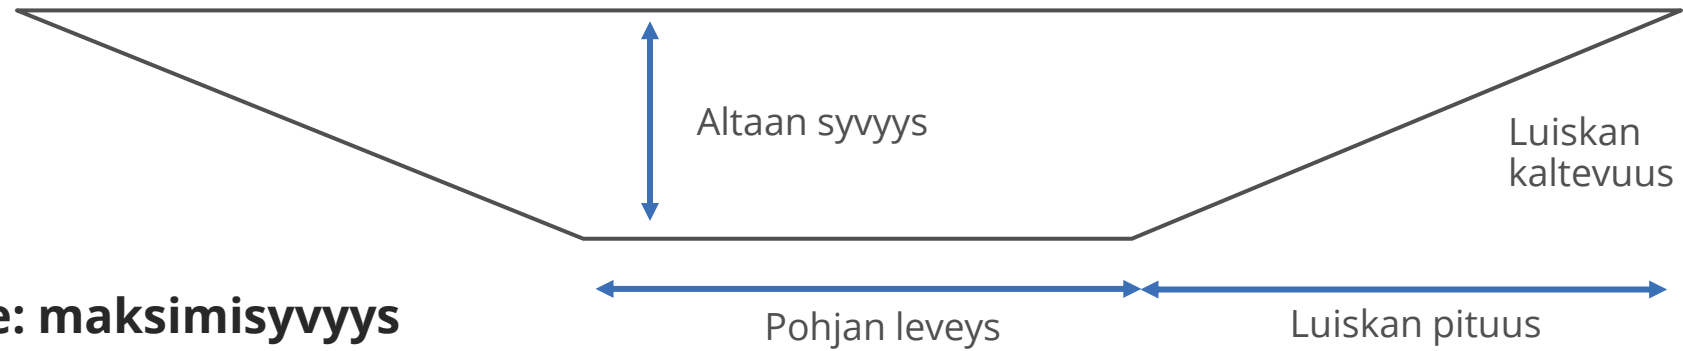 Altaan syvyys
Luiskan
kaltevuus
e: maksimisyvyys
Pohjan leveys
Luiskan pituus